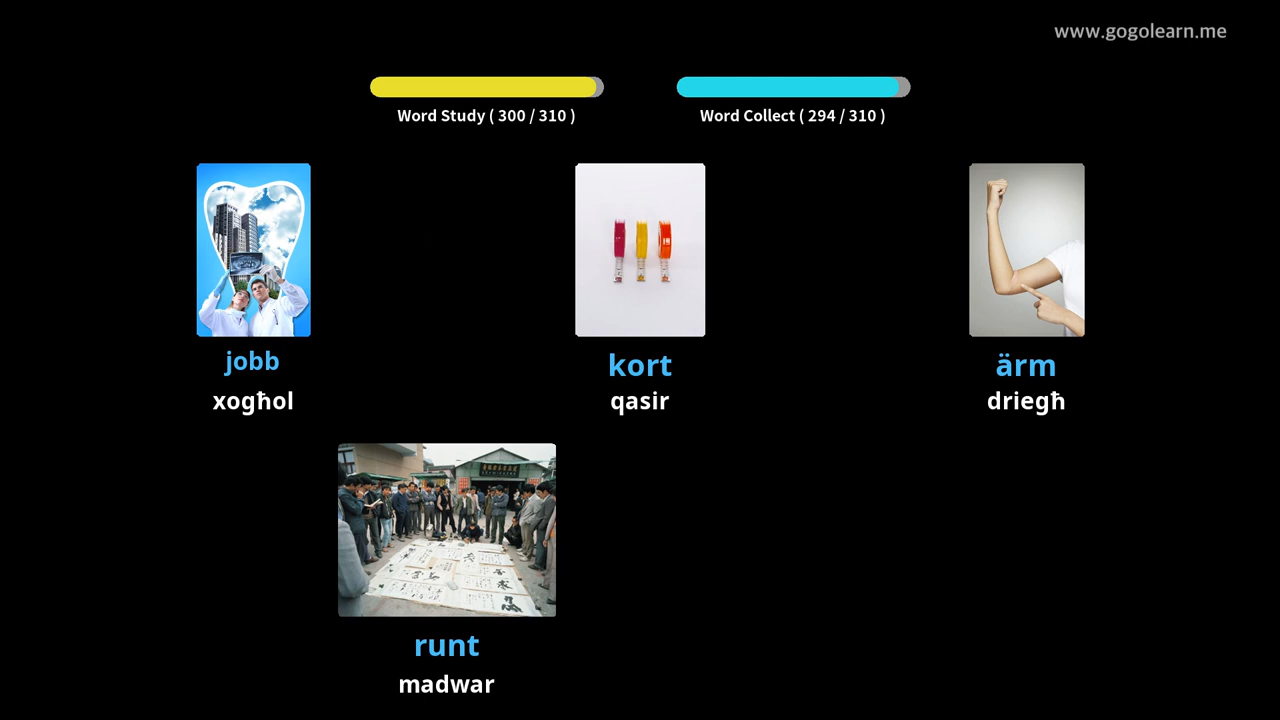 www.gogolearn.me
Word Study ( 300 / 310 )
Word Collect ( 294 / 310 )
jobb
xogħol
kort
qasir
ärm
driegħ
runt
madwar